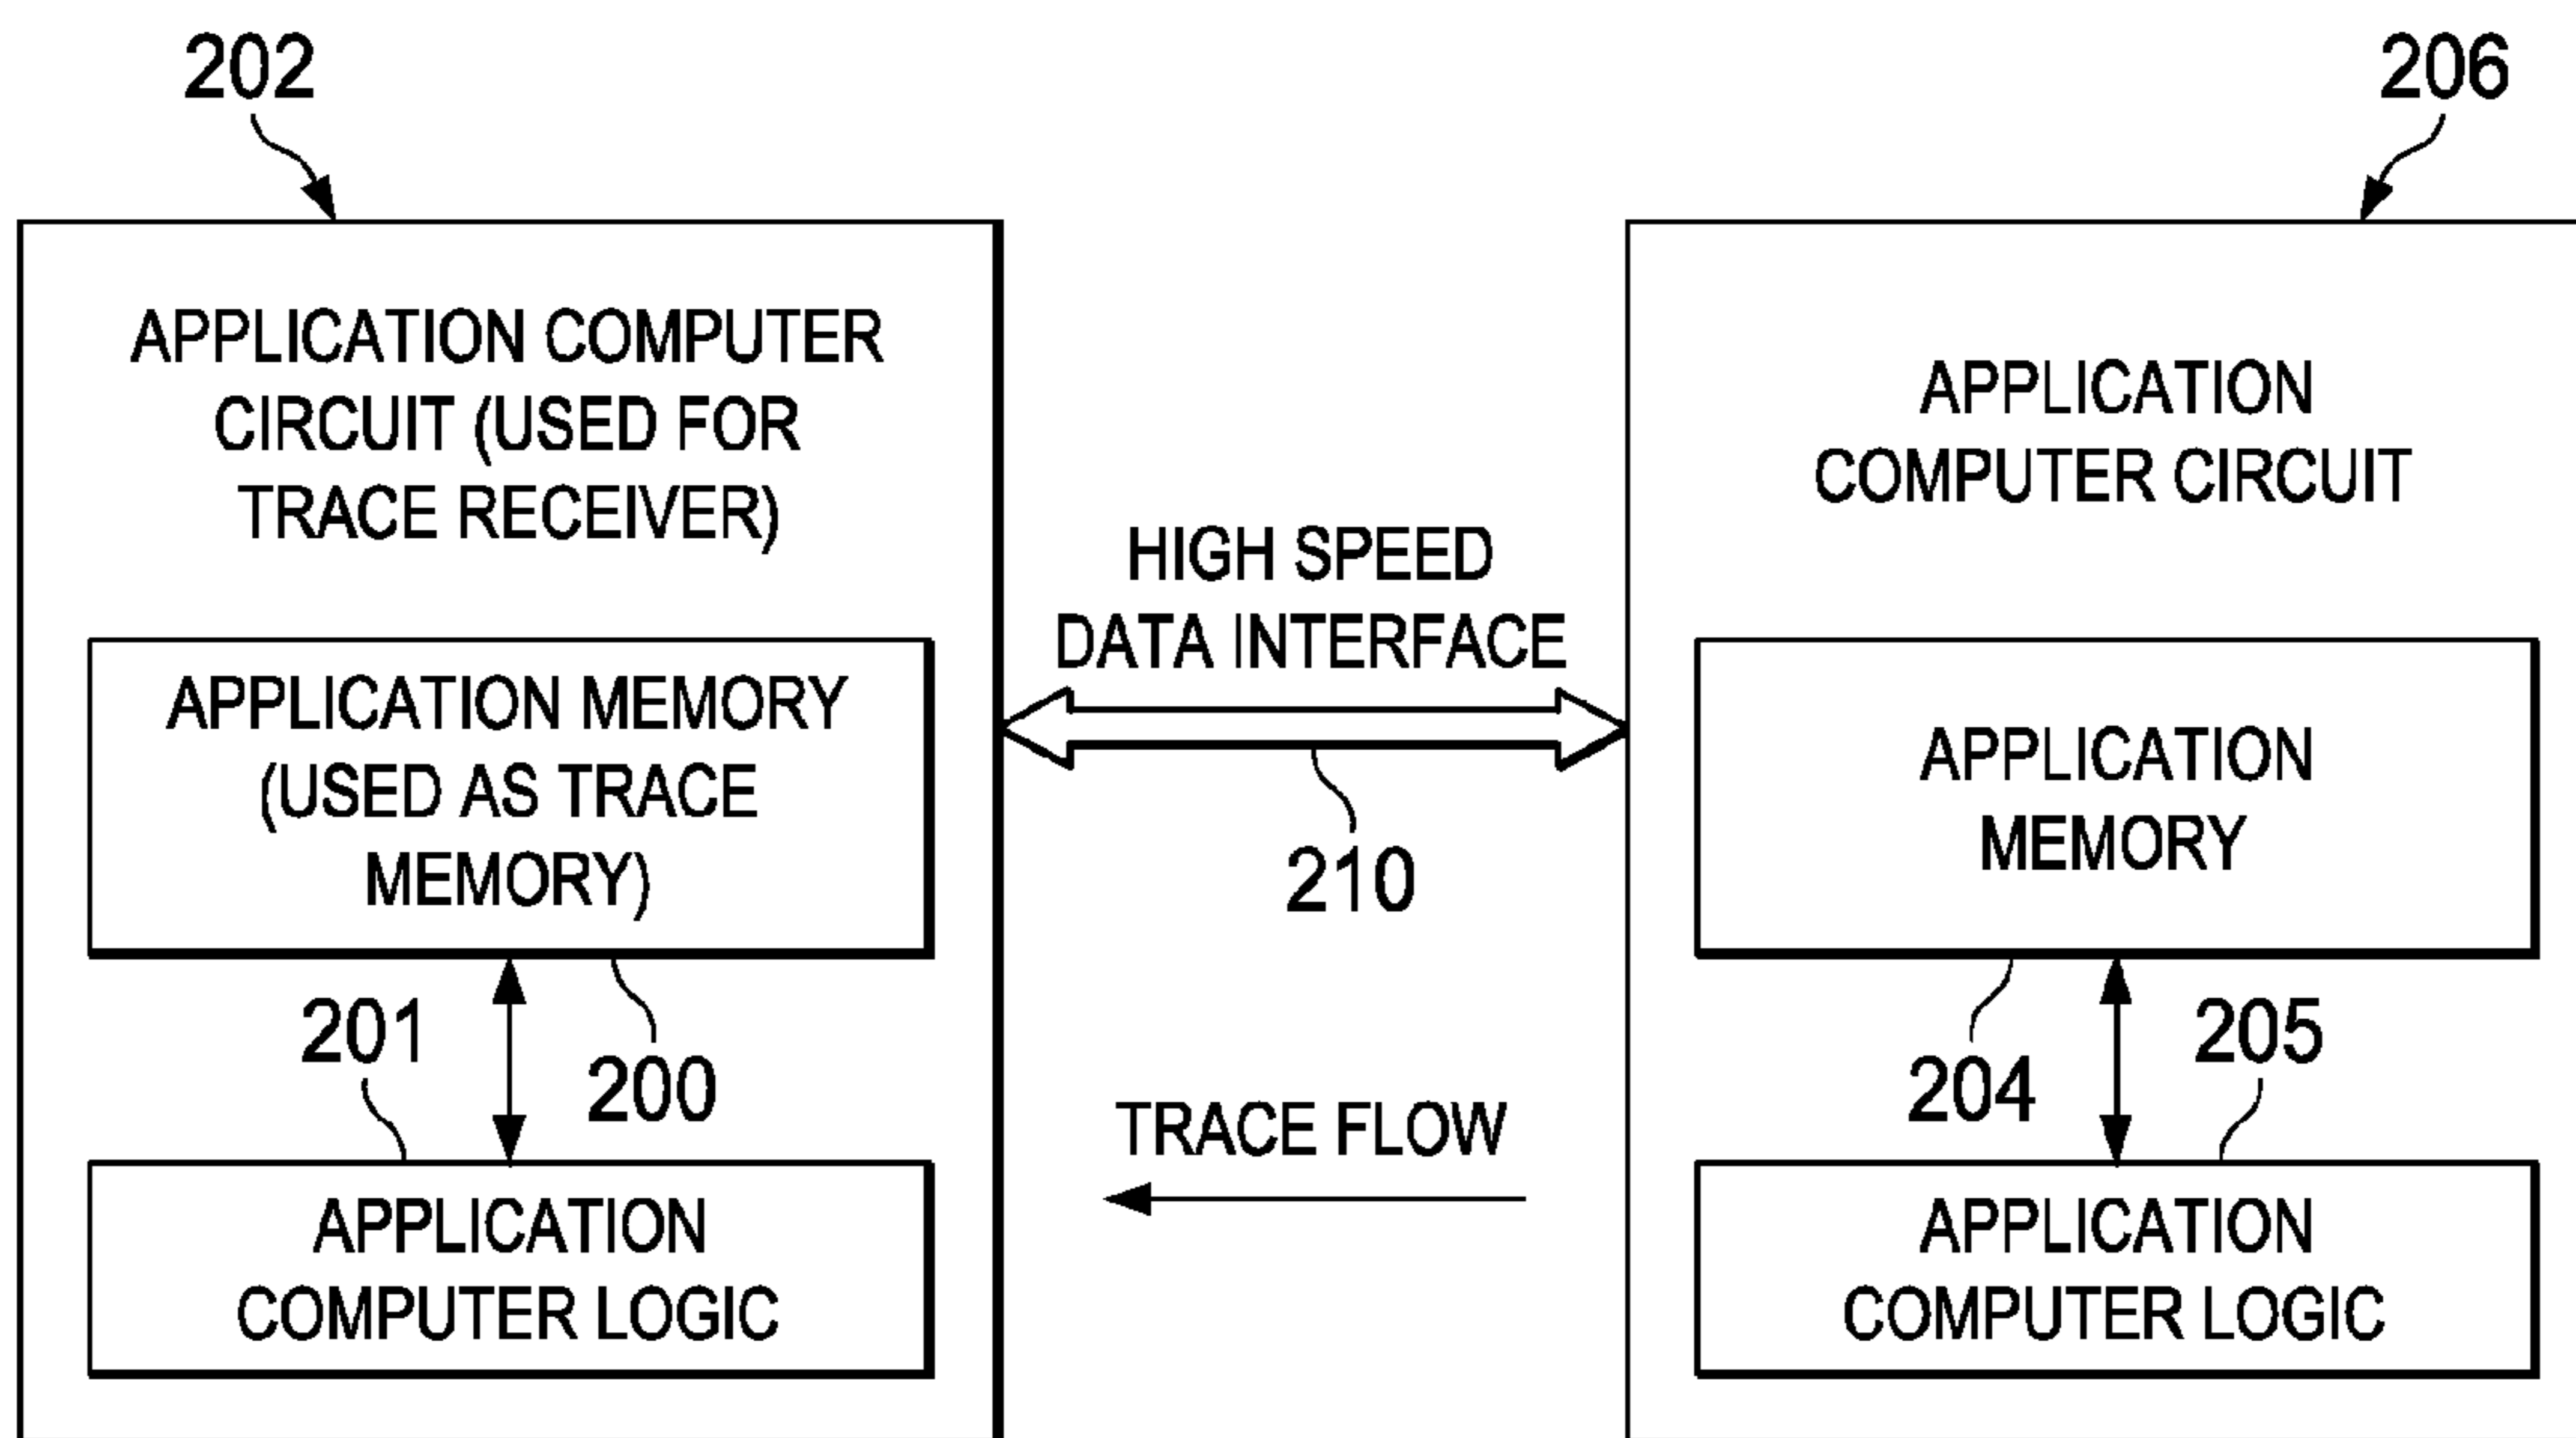 202
206
APPLICATION COMPUTER
CIRCUIT (USED FOR
TRACE RECEIVER)
APPLICATION MEMORY
(USED AS TRACE
MEMORY)
201
200
APPLICATION
COMPUTER LOGIC
HIGH SPEED
DATA INTERFACE
210
TRACE FLOW
APPLICATION
COMPUTER CIRCUIT
APPLICATION
MEMORY
204
205
APPLICATION
COMPUTER LOGIC